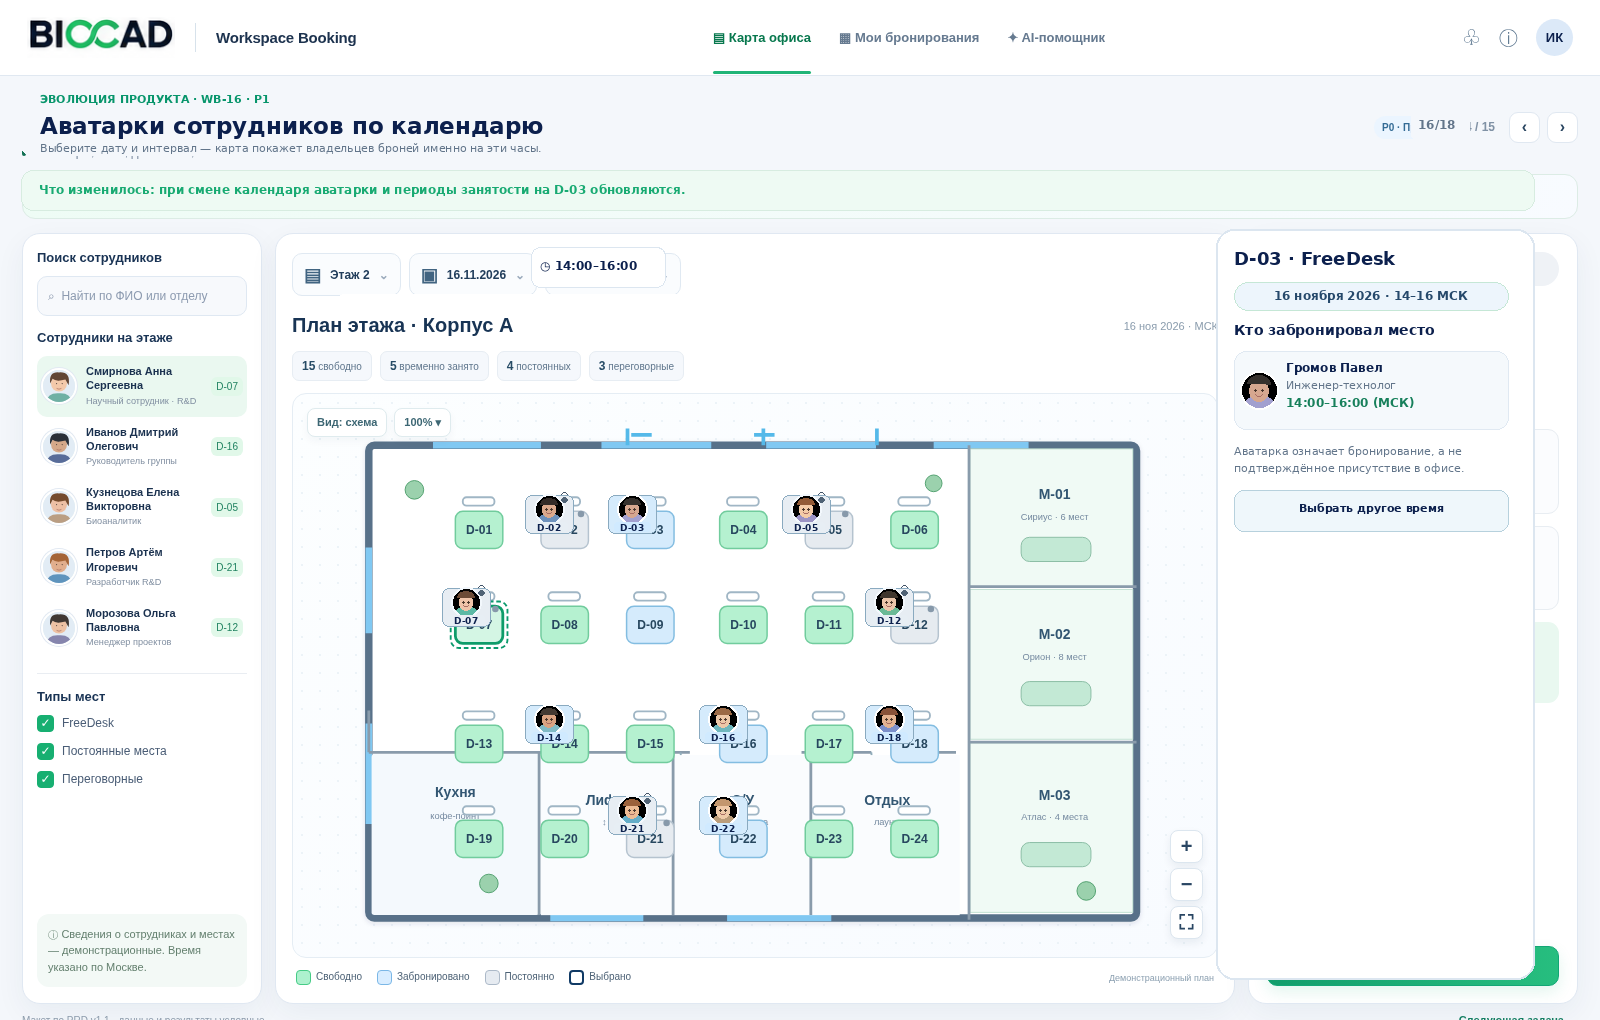 BIOCAD
Workspace Booking
Карта офиса
Мои бронирования
AI-помощник
ИК
ЭВОЛЮЦИЯ ПРОДУКТА · WB-16 · P1
Аватарки сотрудников по календарю
Выберите дату и интервал — карта покажет владельцев броней именно на эти часы.
P0 · П
16/18
/ 15
Что изменилось: при смене календаря аватарки и периоды занятости на D-03 обновляются.
Поиск сотрудников
Найти по ФИО или отделу
Сотрудники на этаже
Смирнова Анна
Сергеевна
Научный сотрудник · R&D
D-07
Иванов Дмитрий
Олегович
Руководитель группы
D-16
Кузнецова Елена
Викторовна
Биоаналитик
D-05
Петров Артём
Игоревич
Разработчик R&D
D-21
Морозова Ольга
Павловна
Менеджер проектов
D-12
Типы мест
FreeDesk
Постоянные места
Переговорные
Сведения о сотрудниках и местах
— демонстрационные. Время
указано по Москве.
Этаж 2
16.11.2026
14:00–16:00
План этажа · Корпус А
16 ноя 2026 · МСК
15 свободно
5 временно занято
4 постоянных
3 переговорные
Вид: схема
100% ▾
D-01
D-02
D-03
D-04
D-05
D-06
D-07
D-08
D-09
D-10
D-11
D-12
D-12
D-13
D-14
D-14
D-15
D-16
D-16
D-17
D-18
D-18
Кухня
кофе-поинт
Отдых
D-19
D-20
D-21
D-21
D-22
D-22
D-23
D-24
M-01
Сириус · 6 мест
M-02
Орион · 8 мест
M-03
Атлас · 4 места
+
−
Свободно
Забронировано
Постоянно
Выбрано
Демонстрационный план
D-03 · FreeDesk
16 ноября 2026 · 14–16 МСК
Кто забронировал место
Громов Павел
Инженер-технолог
14:00–16:00 (МСК)
Аватарка означает бронирование, а не
подтверждённое присутствие в офисе.
Выбрать другое время